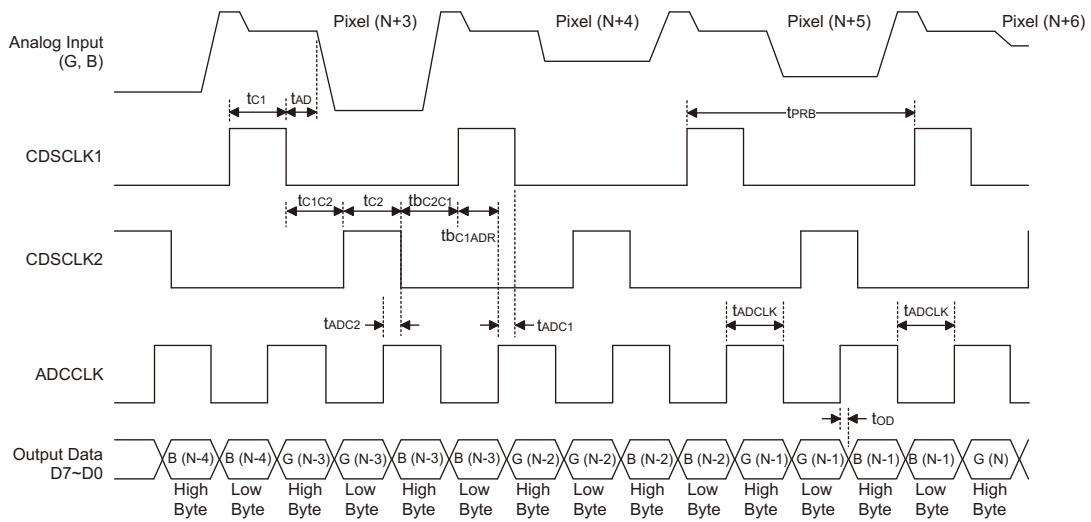 Pixel (N+3)
Pixel (N+4)
Pixel (N+5)
Pixel (N+6)
Analog Input
(G, B)
tC1
tAD
tPRB
CDSCLK1
tC1C2
tC2
tbC2C1
tbC1ADR
CDSCLK2
tADC2
tADC1
tADCLK
tADCLK
ADCCLK
tOD
Output Data
D7~D0
B (N-4)
B (N-4)
G (N-3)
G (N-3)
B (N-3)
B (N-3)
G (N-2)
G (N-2)
B (N-2)
B (N-2)
G (N-1)
G (N-1)
B (N-1)
B (N-1)
G (N)
High
Byte
Low
Byte
High
Byte
Low
Byte
High
Byte
Low
Byte
High
Byte
Low
Byte
High
Byte
Low
Byte
High
Byte
Low
Byte
High
Byte
Low
Byte
High
Byte